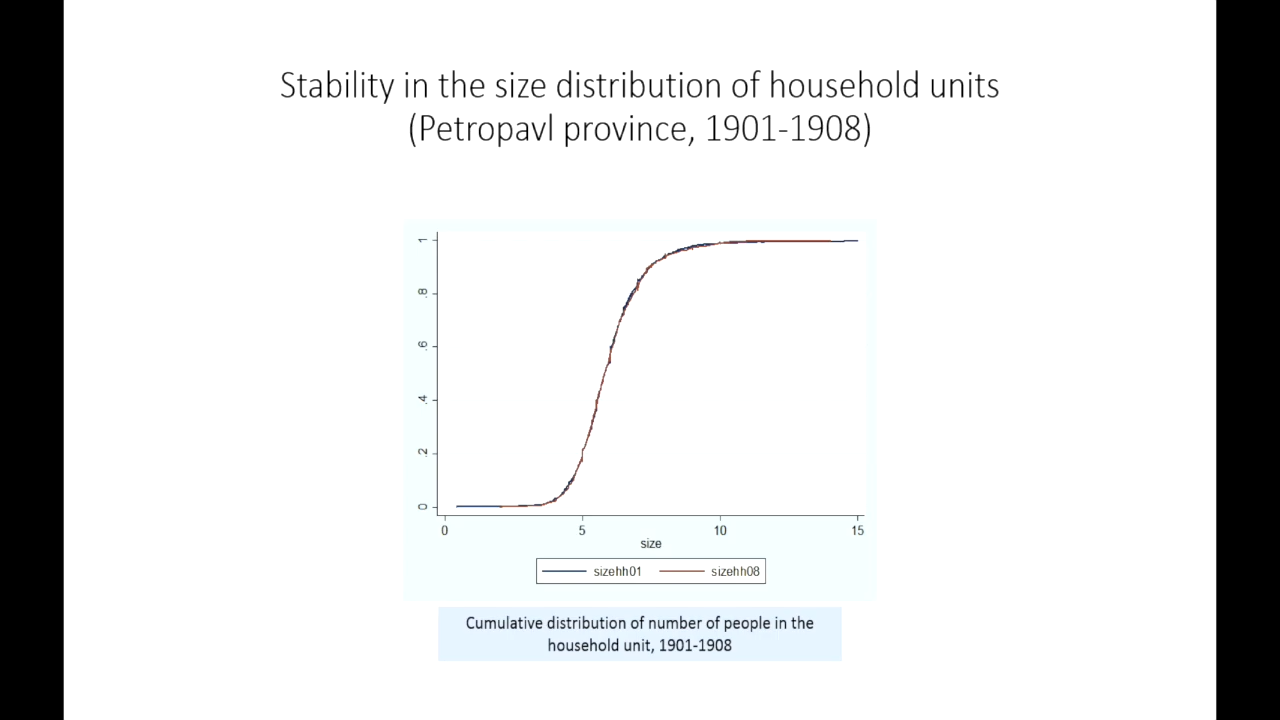 Stability in the size distribution of household units
(Petropavl province, 1901-1908)
1
.8
.6
.4
.2
0
0 5 10 15
size
sizehh01 sizehh08
Cumulative distribution of number of people in the
household unit, 1901-1908